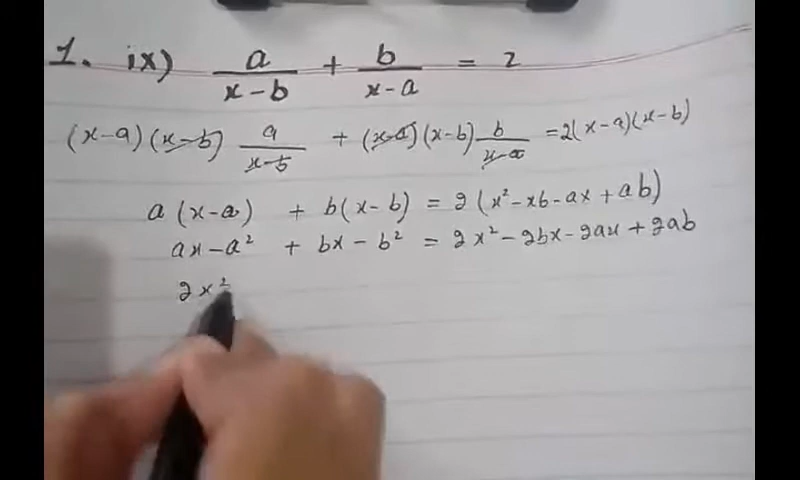 1. ix) a/(x-b) + b/(x-a) = 2
(x-a)(x-b) a/(x-b) + (x-a)(x-b) b/(x-a) = 2(x-a)(x-b)
a(x-a) + b(x-b) = 2(x² - xb - ax + ab)
ax - a² + bx - b² = 2x² - 2bx - 2ax + 2ab
2x²